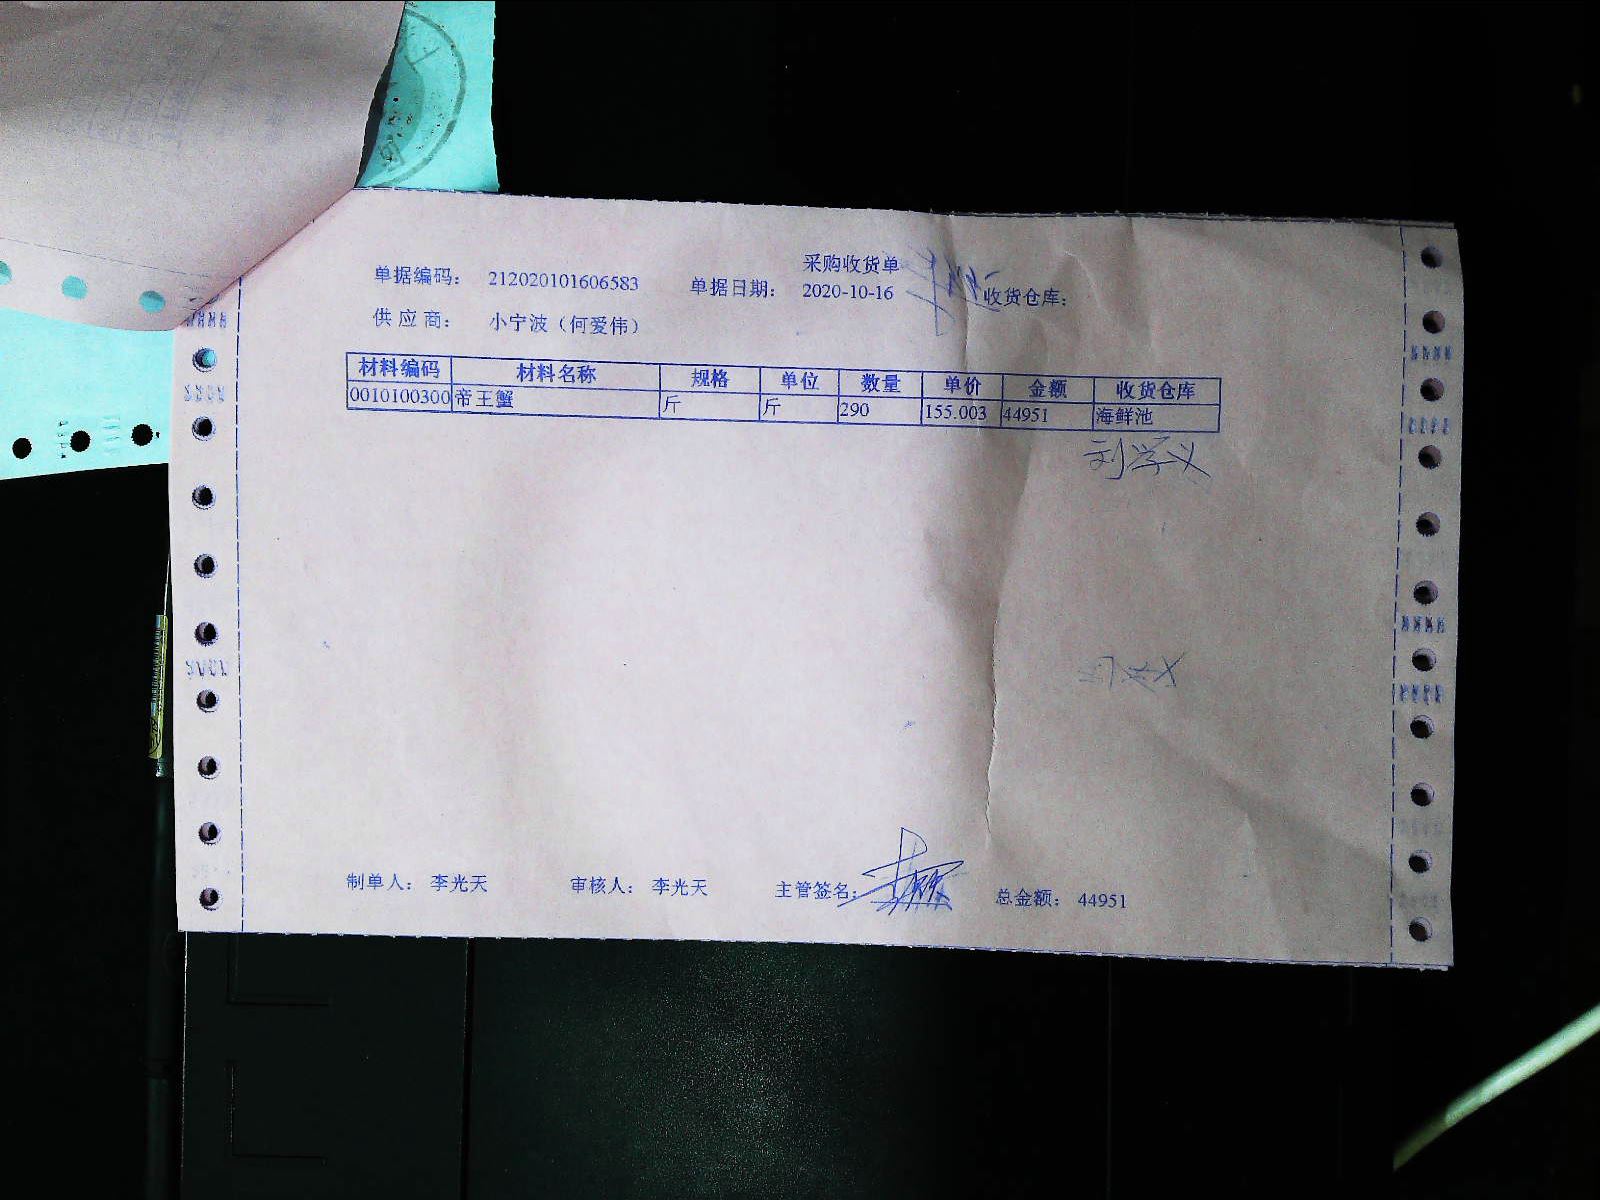 采购收货单
单据编码： 212020101606583 单据日期： 2020-10-16 收货仓库：
供 应 商： 小宁波（何爱伟）
材料编码 材料名称 规格 单位 数量 单价 金额 收货仓库
0010100300 帝王蟹 斤 斤 290 155.003 44951 海鲜池
刘学义
制单人： 李光天 审核人： 李光天 主管签名： 总金额： 44951